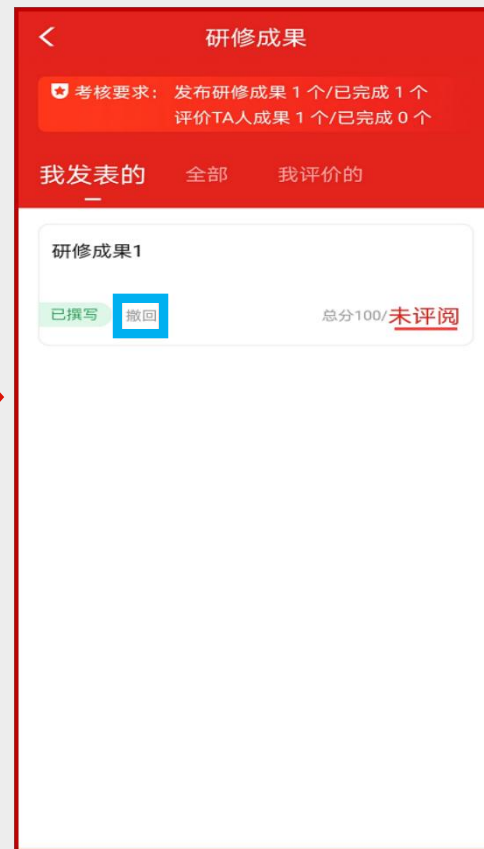 研修成果
考核要求： 发布研修成果 1 个/已完成 1 个
评价TA人成果 1 个/已完成 0 个
我发表的 全部 我评价的
研修成果1
已撰写 撤回 总分100/未评阅